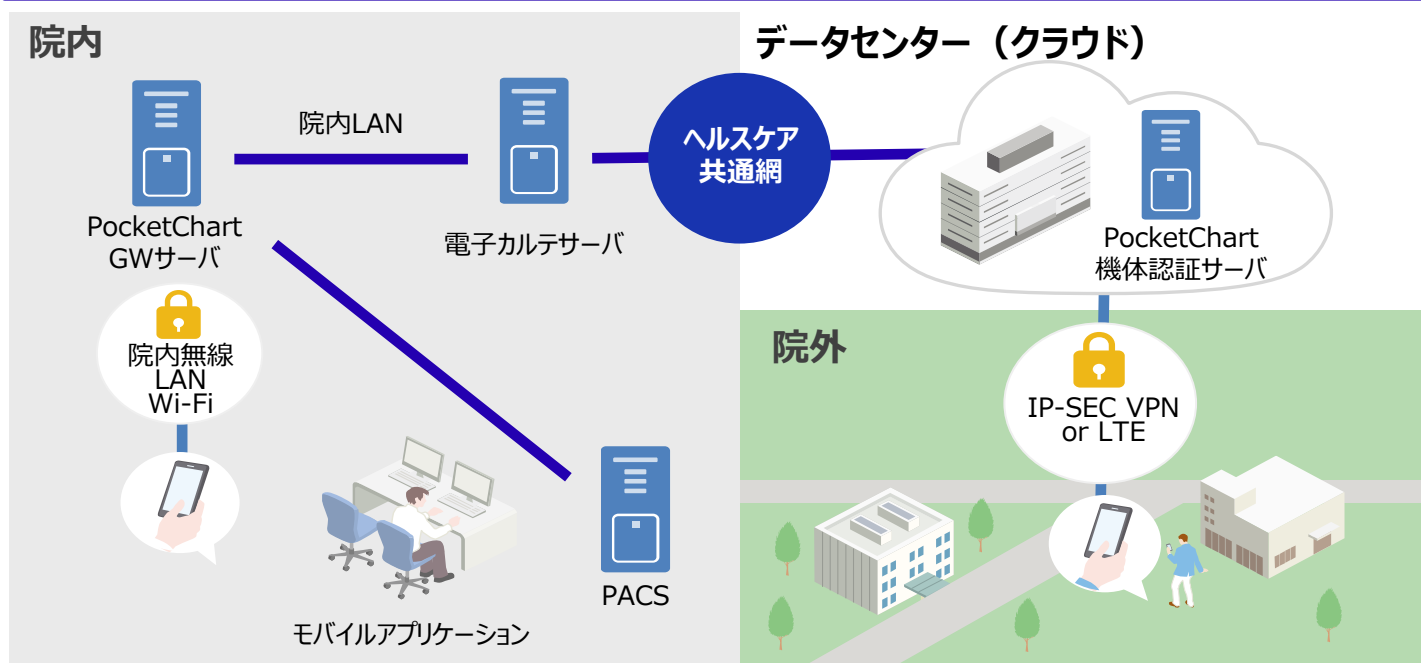 院内
データセンター（クラウド）
院内LAN
ヘルスケア
共通網
PocketChart
GWサーバ
電子カルテサーバ
PocketChart
機体認証サーバ
院内無線
LAN
Wi-Fi
院外
IP-SEC VPN
or LTE
PACS
モバイルアプリケーション